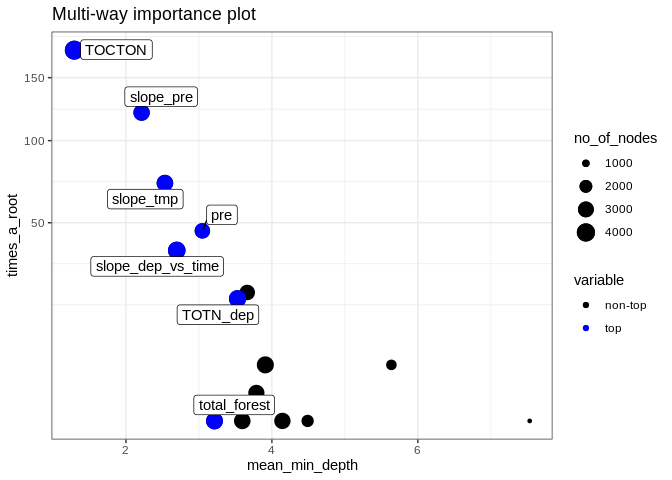 Multi-way importance plot
TOCTON
slope_pre
slope_tmp
pre
slope_dep_vs_time
TOTN_dep
total_forest
150
100
50
times_a_root
2
4
6
mean_min_depth
no_of_nodes
1000
2000
3000
4000
variable
non-top
top